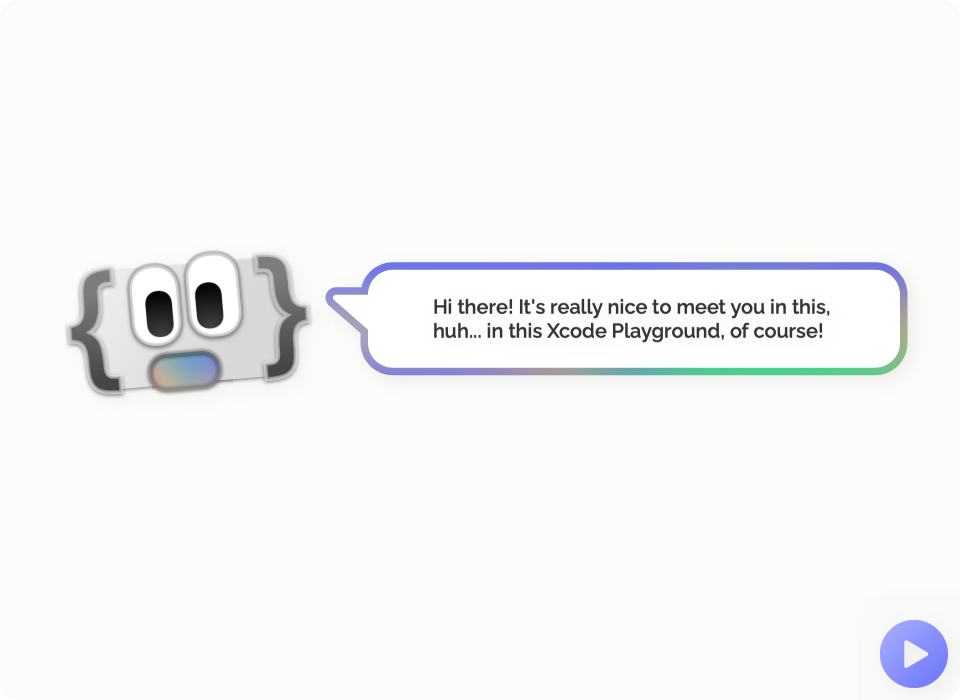 Hi there! It's really nice to meet you in this,
huh... in this Xcode Playground, of course!